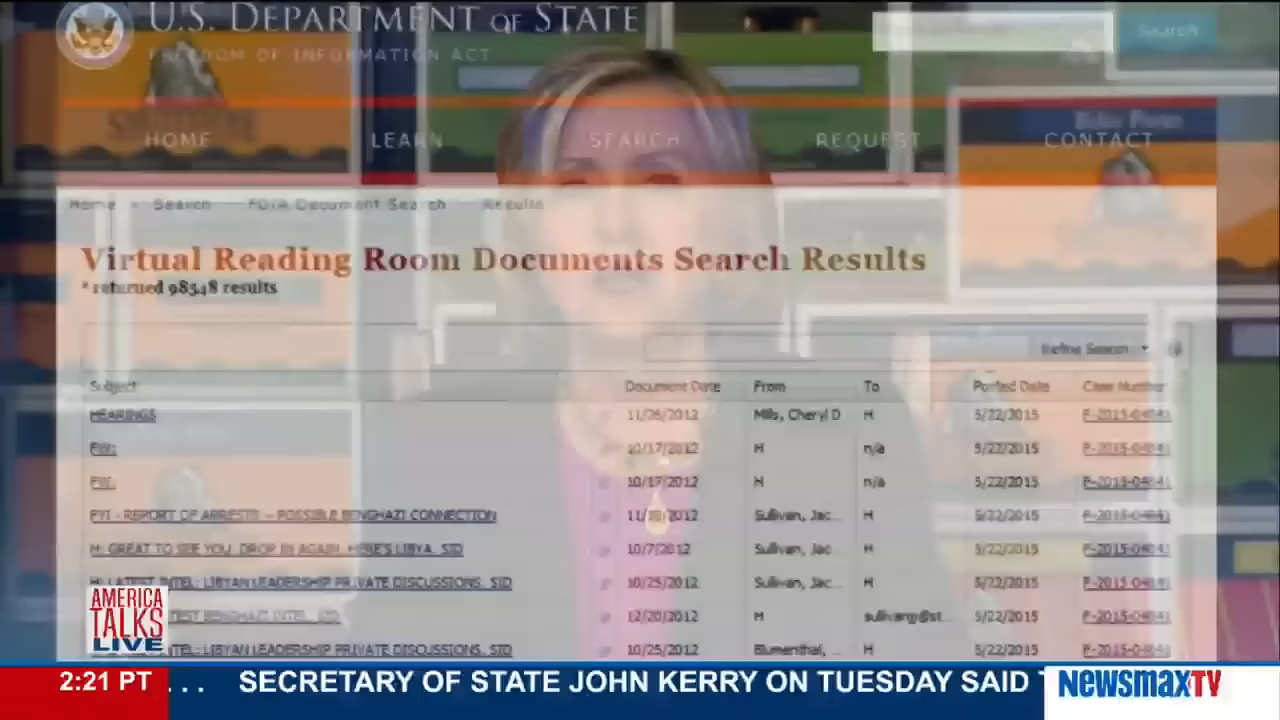 U.S. DEPARTMENT OF STATE
Search
FREEDOM OF INFORMATION ACT
HOME LEARN SEARCH REQUEST CONTACT
Home Search FOIA Document Search Results
Virtual Reading Room Documents Search Results
* returned 98548 results
Refine Search
Subject Document Date From To Posted Date Case Number
HEARINGS 11/26/2012 Mills, Cheryl D H 5/22/2015
FW: 10/17/2012 H n/a 5/22/2015
FW: 10/17/2012 H n/a 5/22/2015
FYI - REPORT OF ARRESTS -- POSSIBLE BENGHAZI CONNECTION Sullivan, Jac... H 5/22/2015
H: GREAT TO SEE YOU. DROP IN AGAIN. HERE'S LIBYA. SID 10/7/2012 Sullivan, Jac... H 5/22/2015
H: LATEST INTEL: LIBYAN LEADERSHIP PRIVATE DISCUSSIONS. SID 10/25/2012 Sullivan, Jac... H 5/22/2015
BENGHAZI INTEL. SID 12/20/2012 H 5/22/2015
INTEL: LIBYAN LEADERSHIP PRIVATE DISCUSSIONS. SID 10/25/2012 Blumenthal, ... H 5/22/2015
AMERICA
TALKS
LIVE
2:21 PT ... SECRETARY OF STATE JOHN KERRY ON TUESDAY SAID NEWSMAXTV